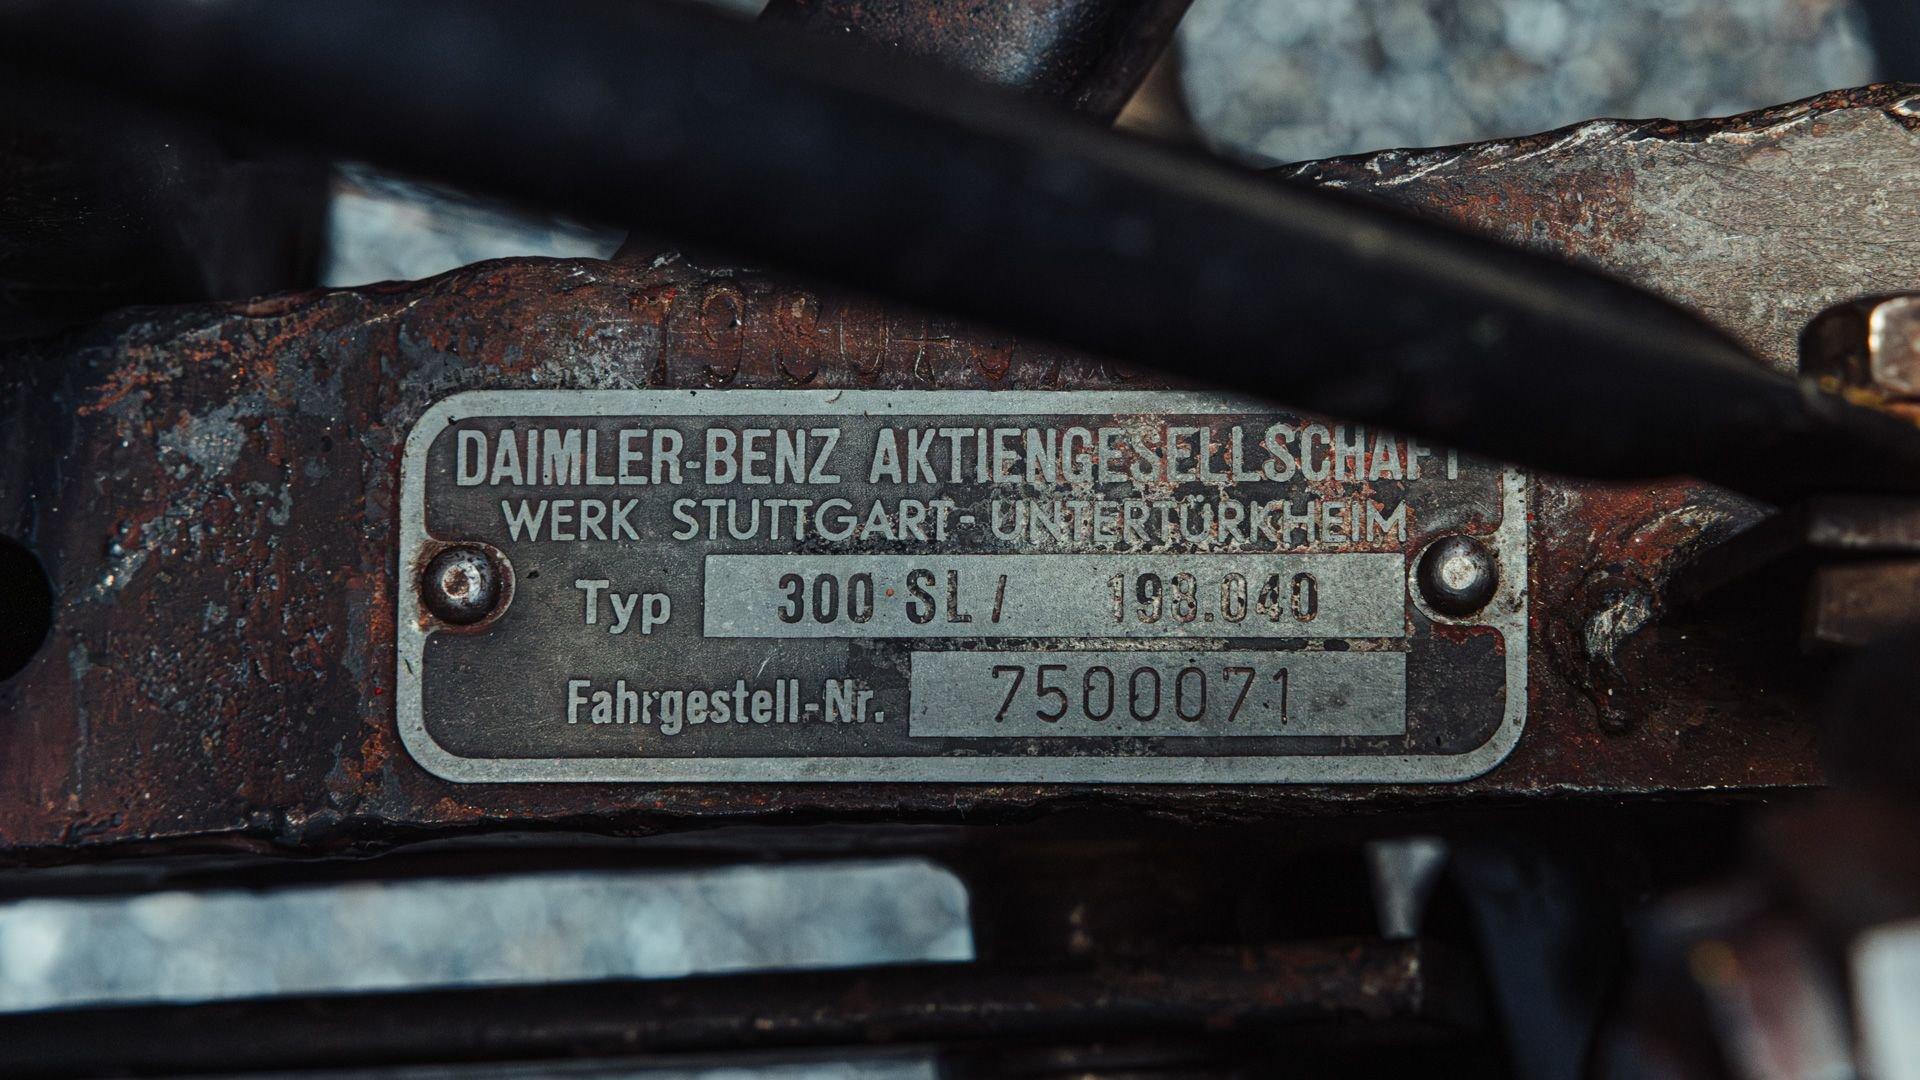 DAIMLER-BENZ AKTIENGESELLSCHAFT
WERK STUTTGART-UNTERTÜRKHEIM
Typ 300 SL/ 198.040
Fahrgestell-Nr. 7500071